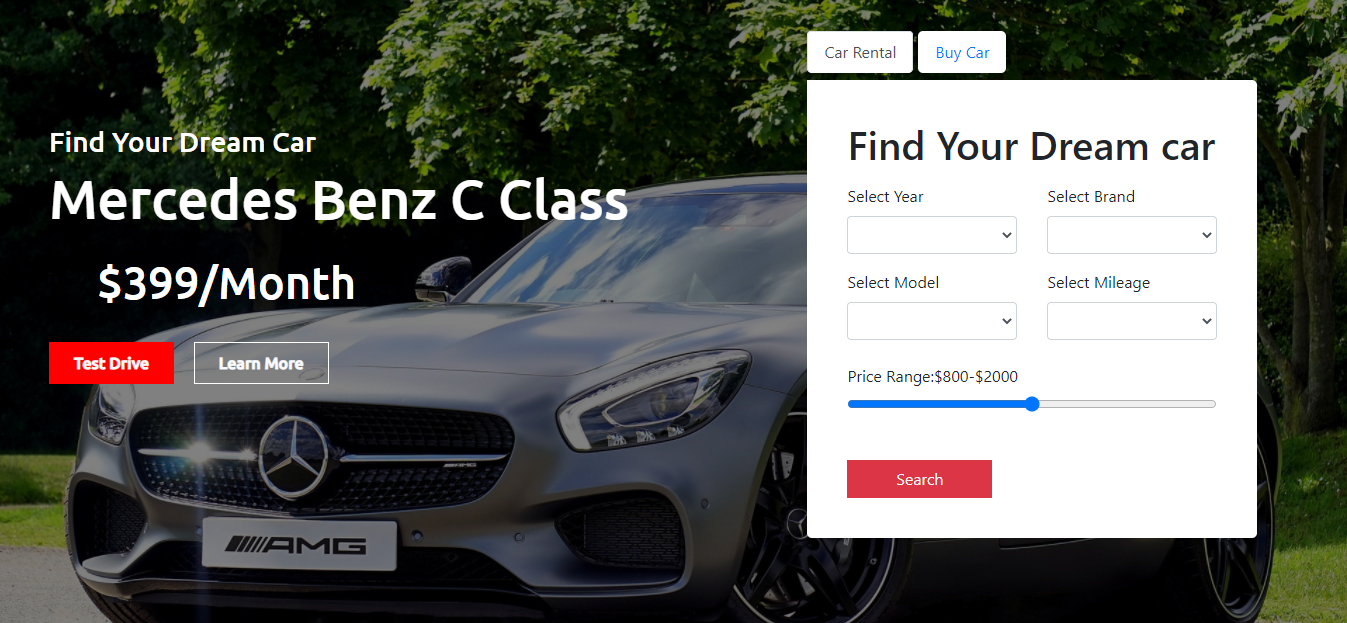 Find Your Dream Car
Mercedes Benz C Class
$399/Month
Test Drive
Learn More
AMG
AMG
Car Rental
Buy Car
Find Your Dream car
Select Year
Select Brand
Select Model
Select Mileage
Price Range:$800-$2000
Search